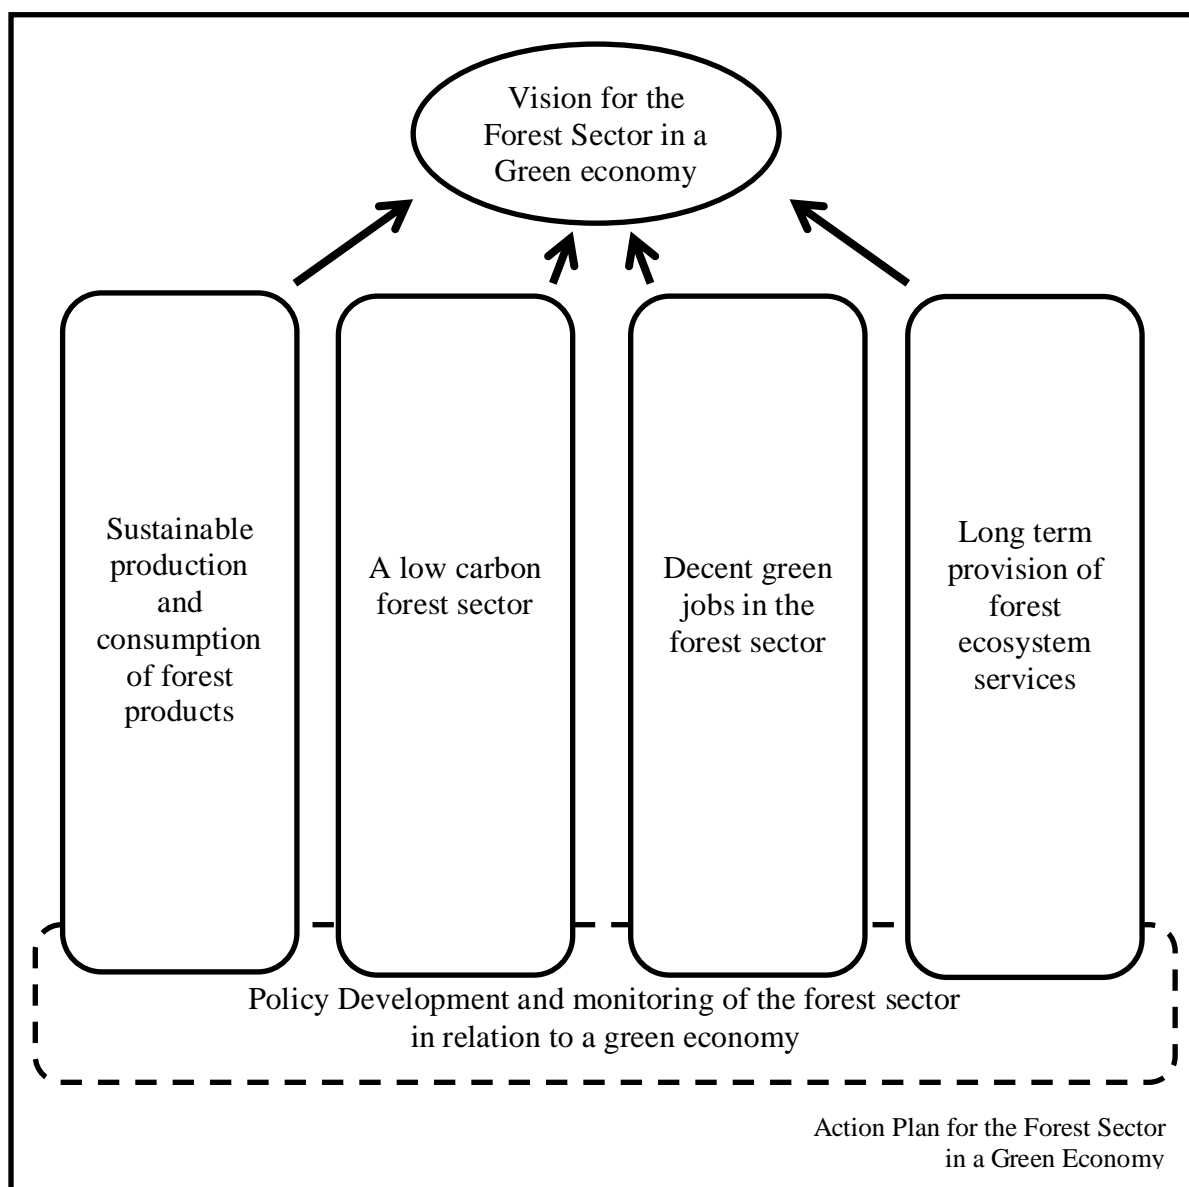 Vision for the
Forest Sector in a
Green economy
Sustainable
production
and
consumption
of forest
products
A low carbon
forest sector
Decent green
jobs in the
forest sector
Long term
provision of
forest
ecosystem
services
Policy Development and monitoring of the forest sector
in relation to a green economy
Action Plan for the Forest Sector
in a Green Economy